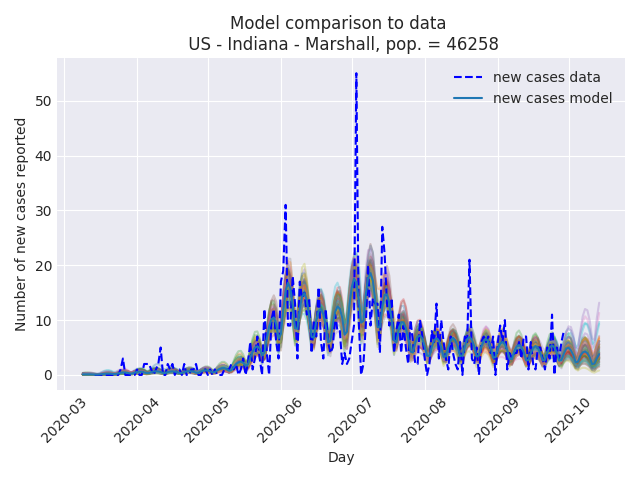 Model comparison to data
US - Indiana - Marshall, pop. = 46258
new cases data
new cases model
Number of new cases reported
50
40
30
20
10
0
2020-03
2020-04
2020-05
2020-06
2020-07
2020-08
2020-09
2020-10
Day